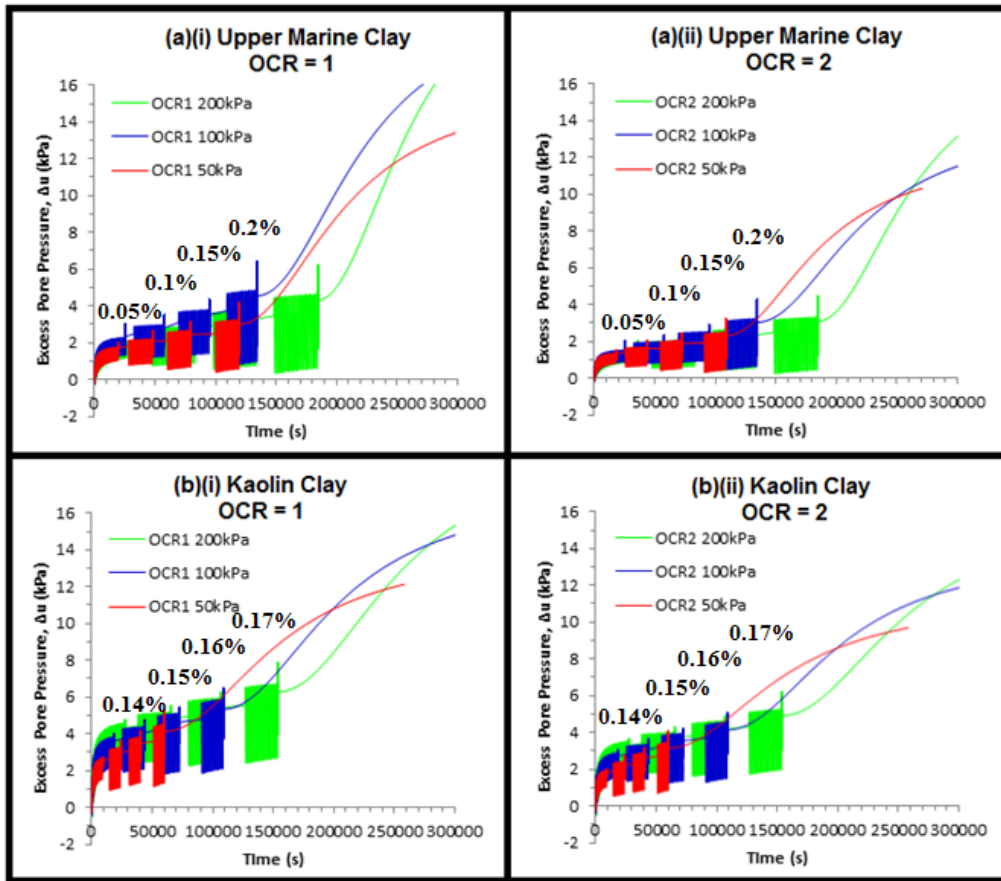 (a)(i) Upper Marine Clay
OCR = 1
16
14
12
10
8
6
4
2
0
-2
Excess Pore Pressure, Δu (kPa)
OCR1 200kPa
OCR1 100kPa
OCR1 50kPa
0.05%
0.1%
0.15%
0.2%
0 50000 100000 150000 200000 250000 300000
TIme (s)
(a)(ii) Upper Marine Clay
OCR = 2
16
14
12
10
8
6
4
2
0
-2
Excess Pore Pressure, Δu (kPa)
OCR2 200kPa
OCR2 100kPa
OCR2 50kPa
0.05%
0.1%
0.15%
0.2%
0 50000 100000 150000 200000 250000 300000
TIme (s)
(b)(i) Kaolin Clay
OCR = 1
16
14
12
10
8
6
4
2
0
-2
Excess Pore Pressure, Δu (kPa)
OCR1 200kPa
OCR1 100kPa
OCR1 50kPa
0.14%
0.15%
0.16%
0.17%
0 50000 100000 150000 200000 250000 300000
TIme (s)
(b)(ii) Kaolin Clay
OCR = 2
16
14
12
10
8
6
4
2
0
-2
Excess Pore Pressure, Δu (kPa)
OCR2 200kPa
OCR2 100kPa
OCR2 50kPa
0.14%
0.15%
0.16%
0.17%
0 50000 100000 150000 200000 250000 300000
TIme (s)